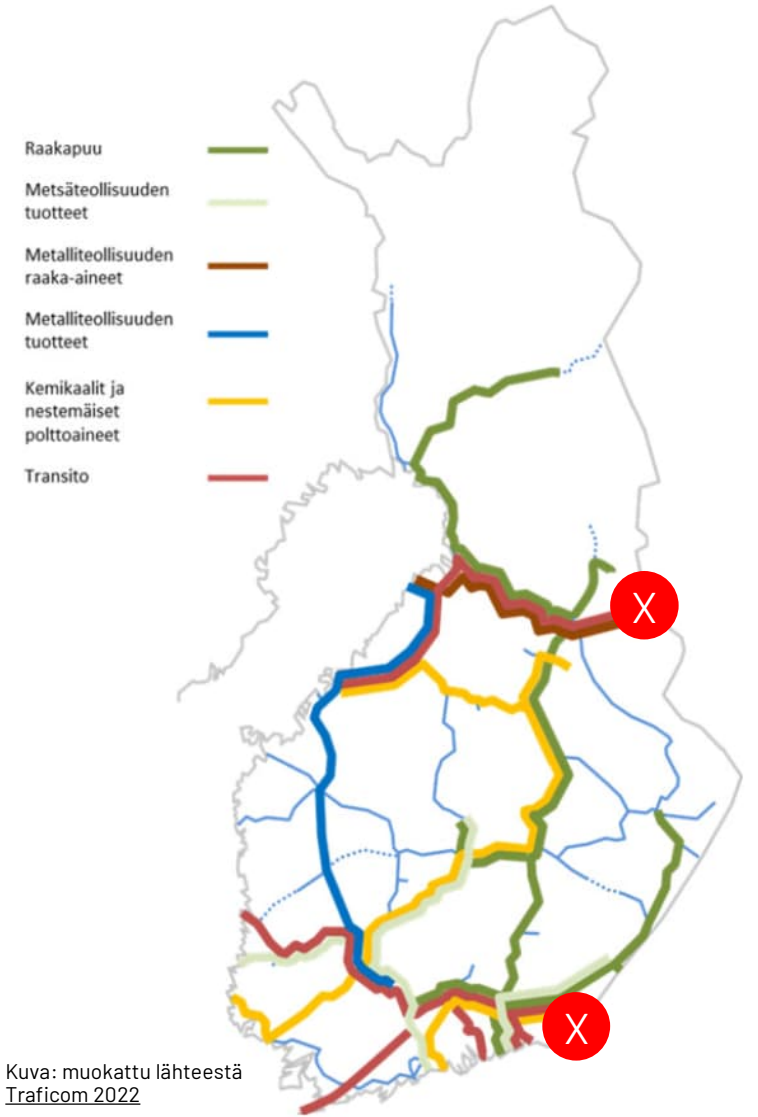 Raakapuu
Metsäteollisuuden
tuotteet
Metalliteollisuuden
raaka-aineet
Metalliteollisuuden
tuotteet
Kemikaalit ja
nestemäiset
polttoaineet
Transito
X
X
Kuva: muokattu lähteestä
Traficom 2022